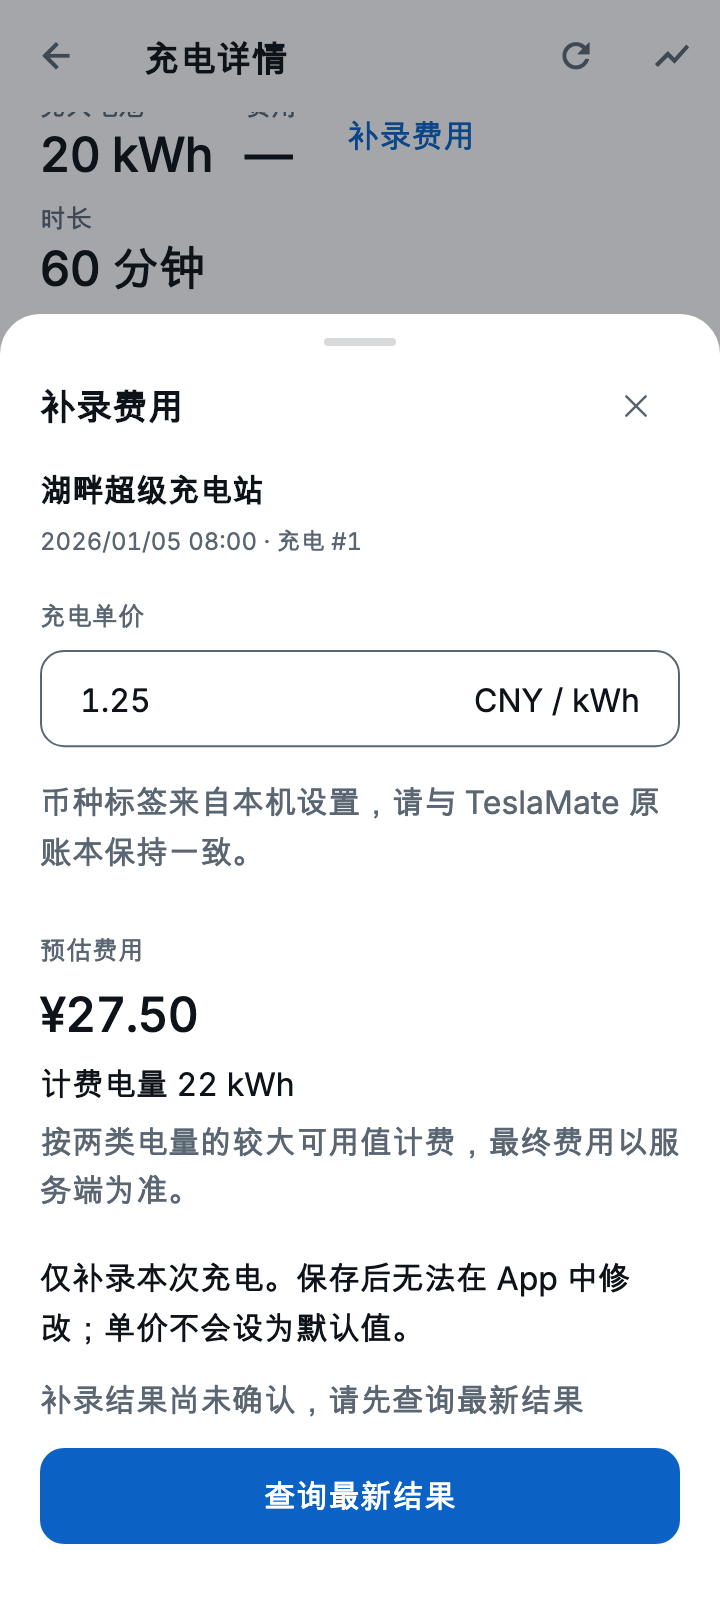 充电详情
20 kWh
—
补录费用
时长
60 分钟
补录费用
湖畔超级充电站
2026/01/05 08:00 · 充电 #1
充电单价
1.25
CNY / kWh
币种标签来自本机设置，请与 TeslaMate 原
账本保持一致。
预估费用
¥27.50
计费电量 22 kWh
按两类电量的较大可用值计费，最终费用以服
务端为准。
仅补录本次充电。保存后无法在 App 中修
改；单价不会设为默认值。
补录结果尚未确认，请先查询最新结果
查询最新结果